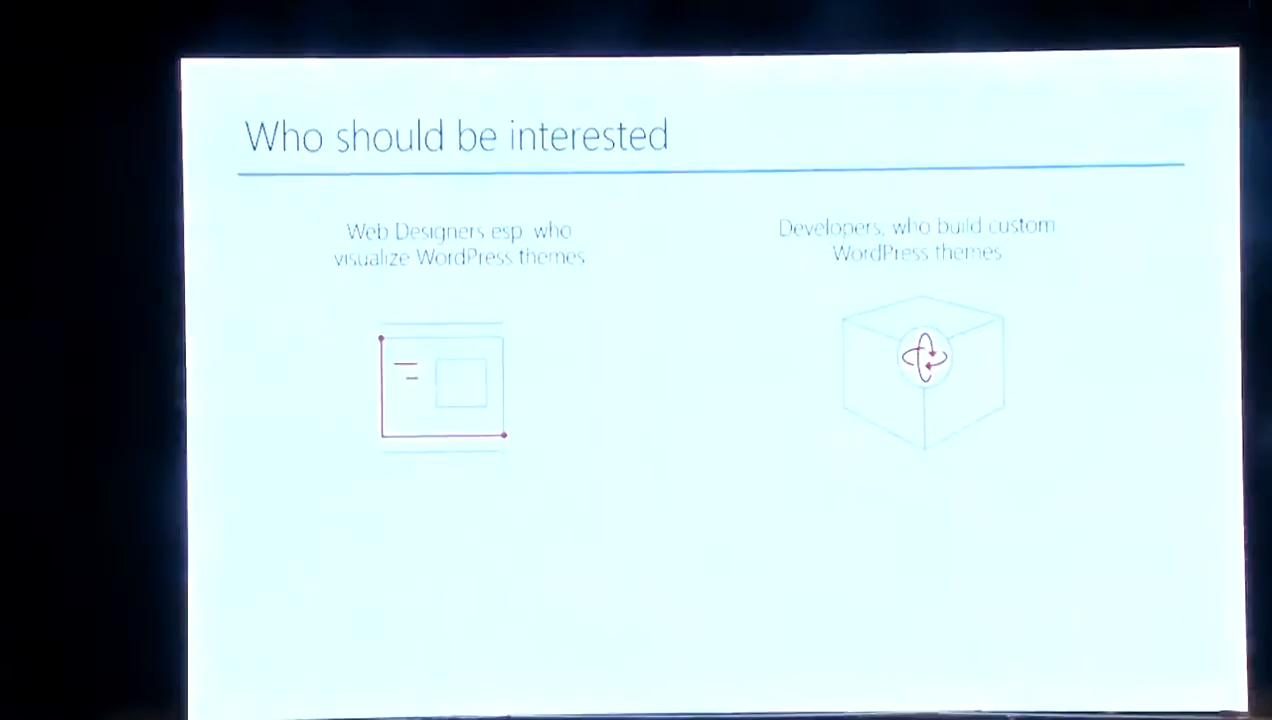 Who should be interested
Web Designers esp. who
visualize WordPress themes
Developers, who build custom
WordPress themes